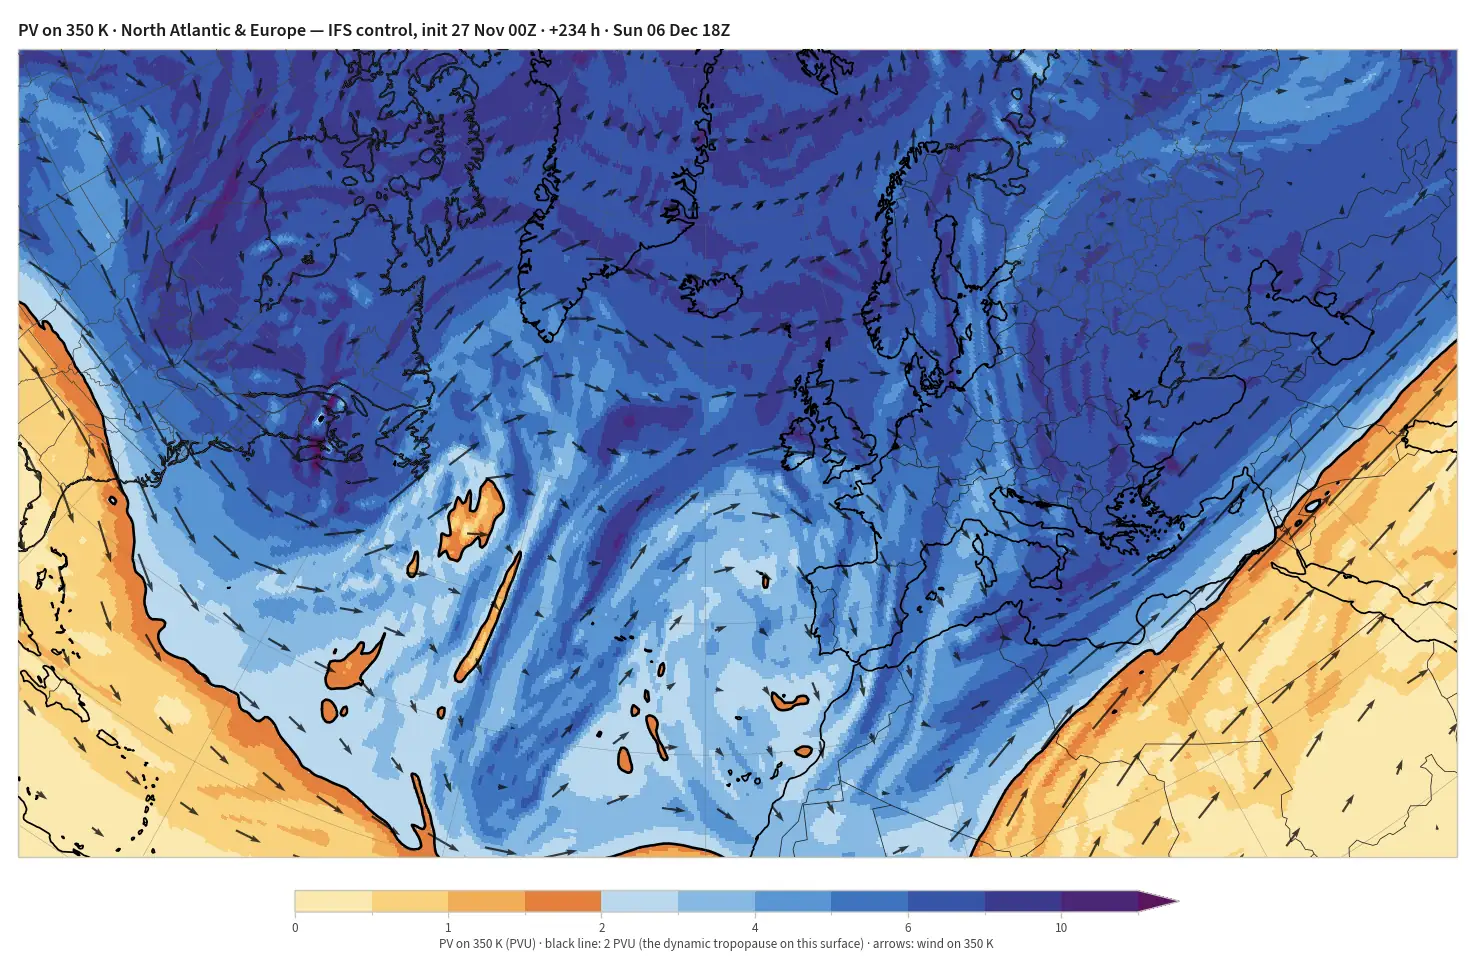 PV on 350 K · North Atlantic & Europe — IFS control, init 27 Nov 00Z · +234 h · Sun 06 Dec 18Z
0 1 2 4 6 10
PV on 350 K (PVU) · black line: 2 PVU (the dynamic tropopause on this surface) · arrows: wind on 350 K